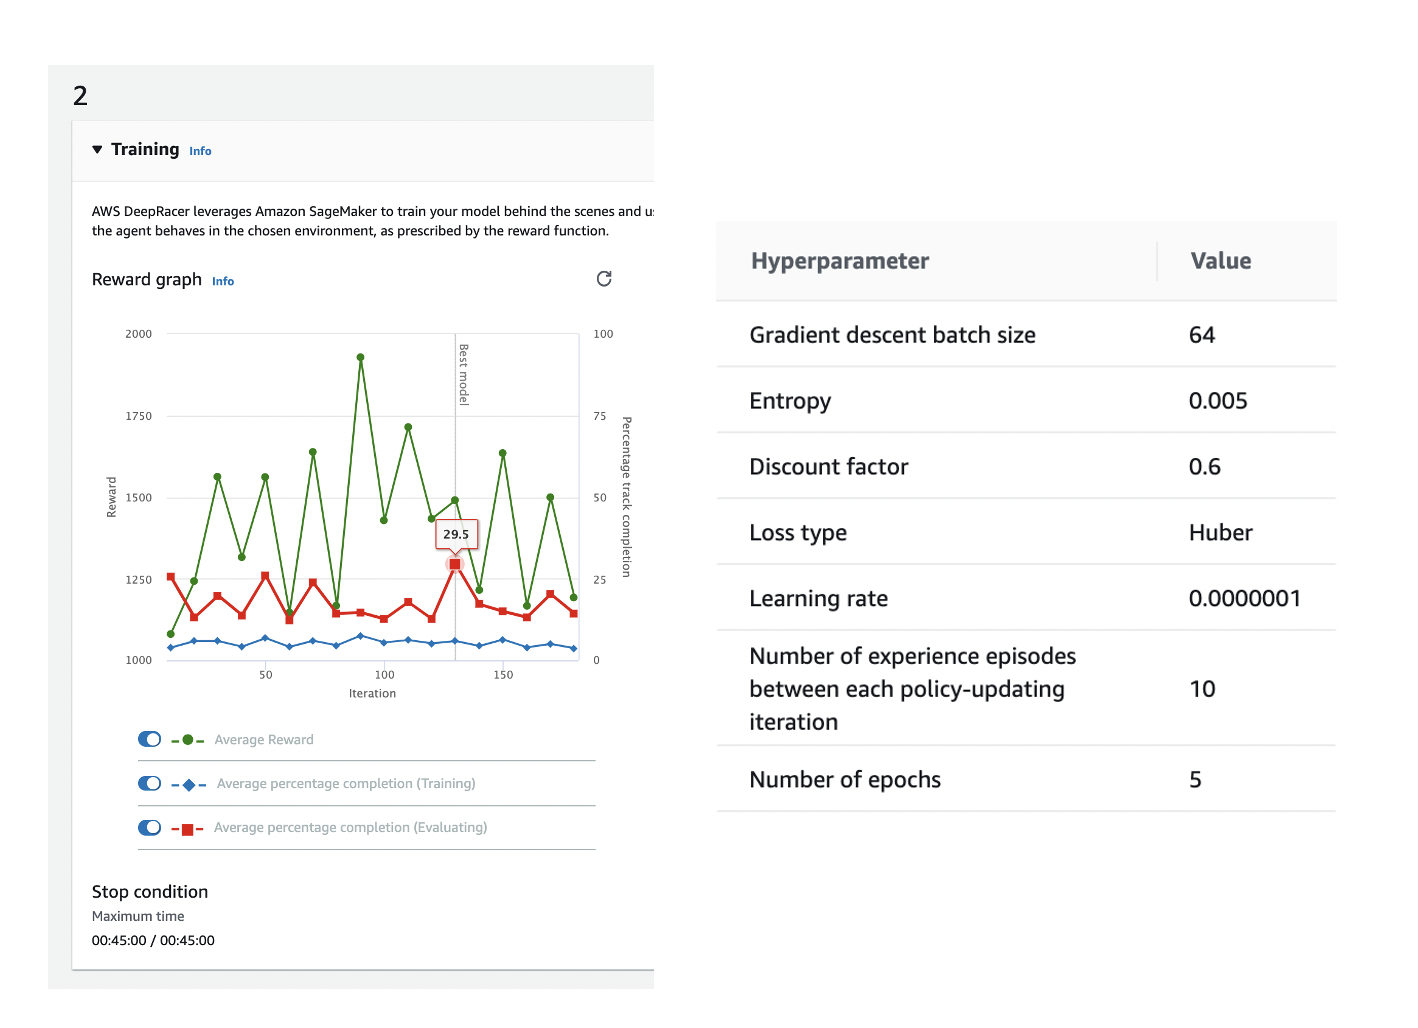 2
Training Info
AWS DeepRacer leverages Amazon SageMaker to train your model behind the scenes and
the agent behaves in the chosen environment, as prescribed by the reward function.
Reward graph Info
2000
1750
1500
1250
1000
Reward
100
75
50
25
0
Percentage track completion
Best model
29.5
50
100
150
Iteration
Average Reward
Average percentage completion (Training)
Average percentage completion (Evaluating)
Stop condition
Maximum time
00:45:00 / 00:45:00
Hyperparameter Value
Gradient descent batch size 64
Entropy 0.005
Discount factor 0.6
Loss type Huber
Learning rate 0.0000001
Number of experience episodes
between each policy-updating 10
iteration
Number of epochs 5